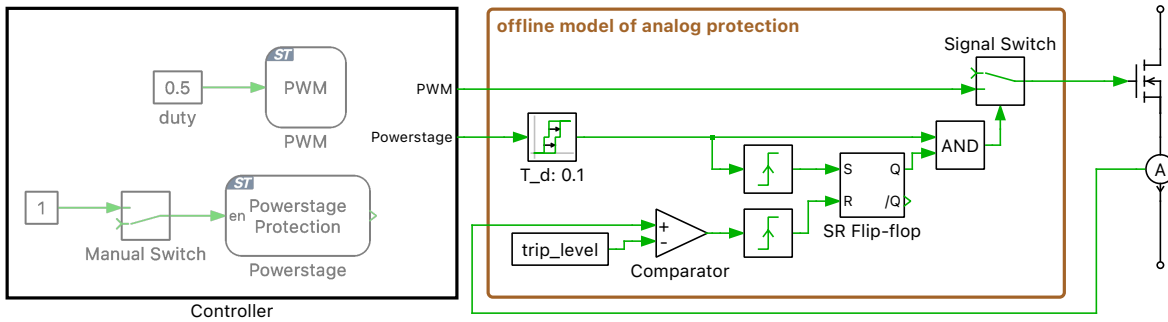 offline model of analog protection
Signal Switch
ST
PWM
0.5
duty
PWM
PWM
Powerstage
T_d: 0.1
AND
S
Q
R
/Q
SR Flip-flop
1
Manual Switch
ST
en
Powerstage
Protection
Powerstage
+
-
trip_level
Comparator
A
Controller